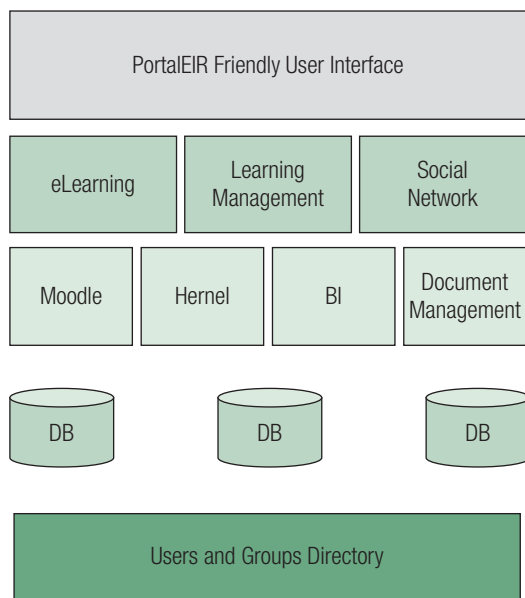 PortalEIR Friendly User Interface
eLearning
Learning
Management
Social
Network
Moodle
Hernel
BI
Document
Management
DB
DB
DB
Users and Groups Directory